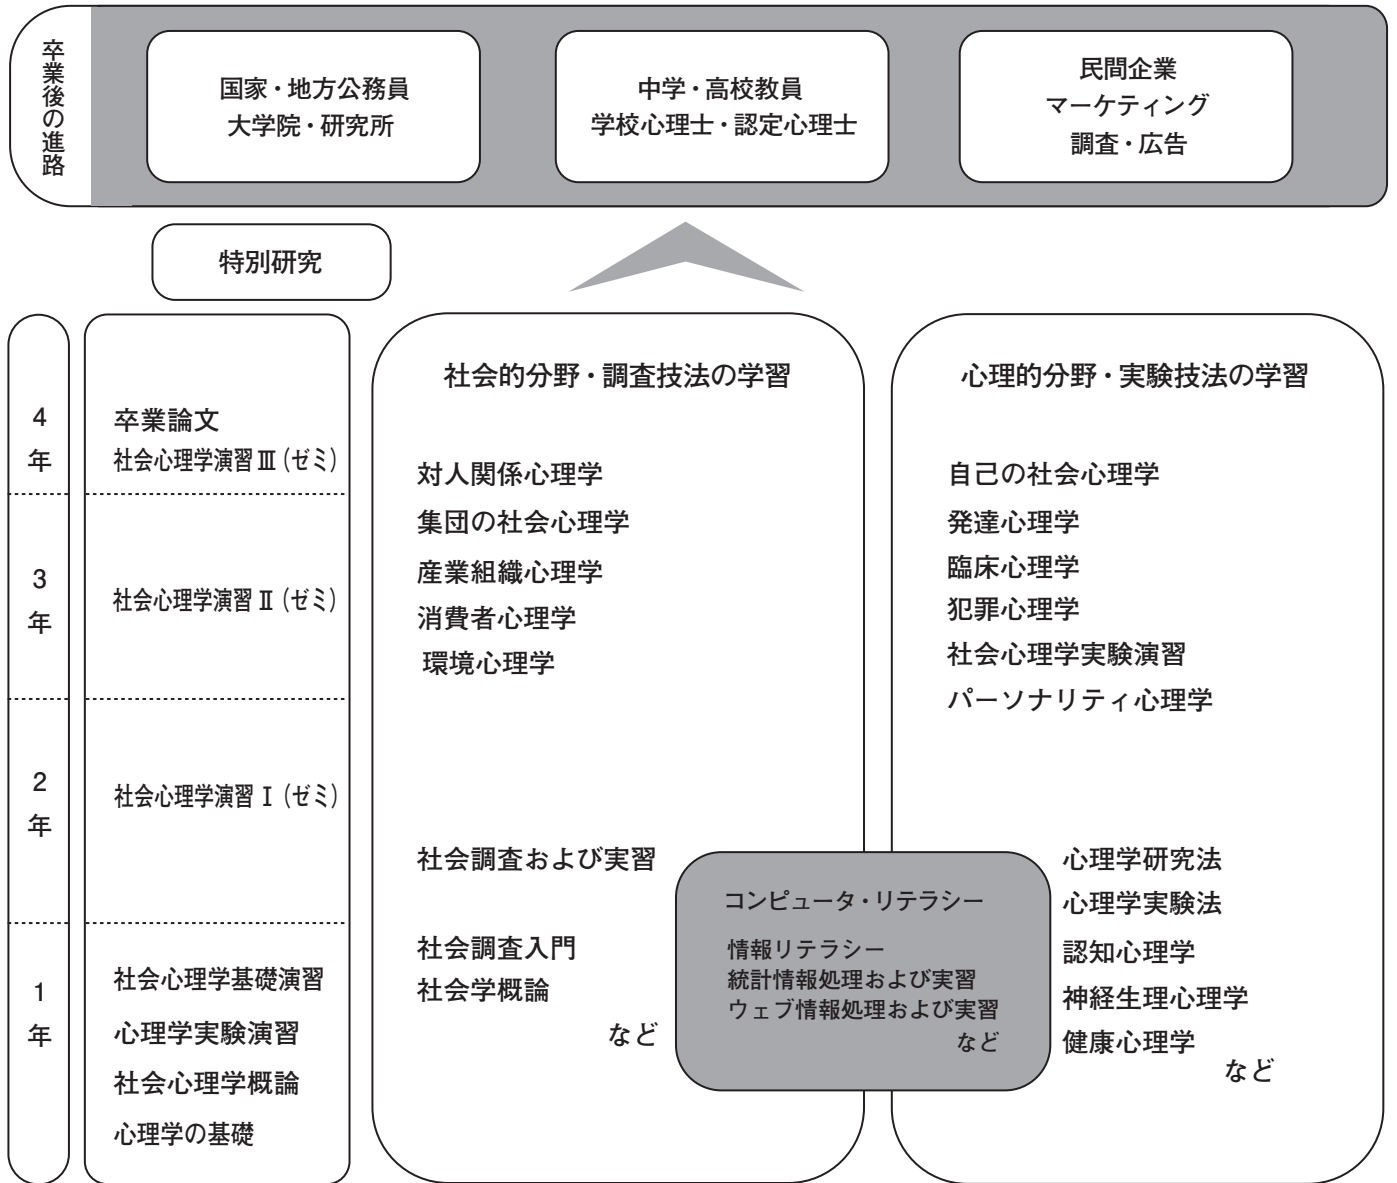 卒業後の進路
国家・地方公務員
大学院・研究所
中学・高校教員
学校心理士・認定心理士
民間企業
マーケティング
調査・広告
特別研究
4年
卒業論文
社会心理学演習Ⅲ(ゼミ)
3年
社会心理学演習Ⅱ(ゼミ)
2年
社会心理学演習Ⅰ(ゼミ)
1年
社会心理学基礎演習
心理学実験演習
社会心理学概論
心理学の基礎
社会的分野・調査技法の学習
対人関係心理学
集団の社会心理学
産業組織心理学
消費者心理学
環境心理学
社会調査および実習
社会調査入門
社会学概論
など
コンピュータ・リテラシー
情報リテラシー
統計情報処理および実習
ウェブ情報処理および実習
など
心理的分野・実験技法の学習
自己の社会心理学
発達心理学
臨床心理学
犯罪心理学
社会心理学実験演習
パーソナリティ心理学
心理学研究法
心理学実験法
認知心理学
神経生理心理学
健康心理学
など